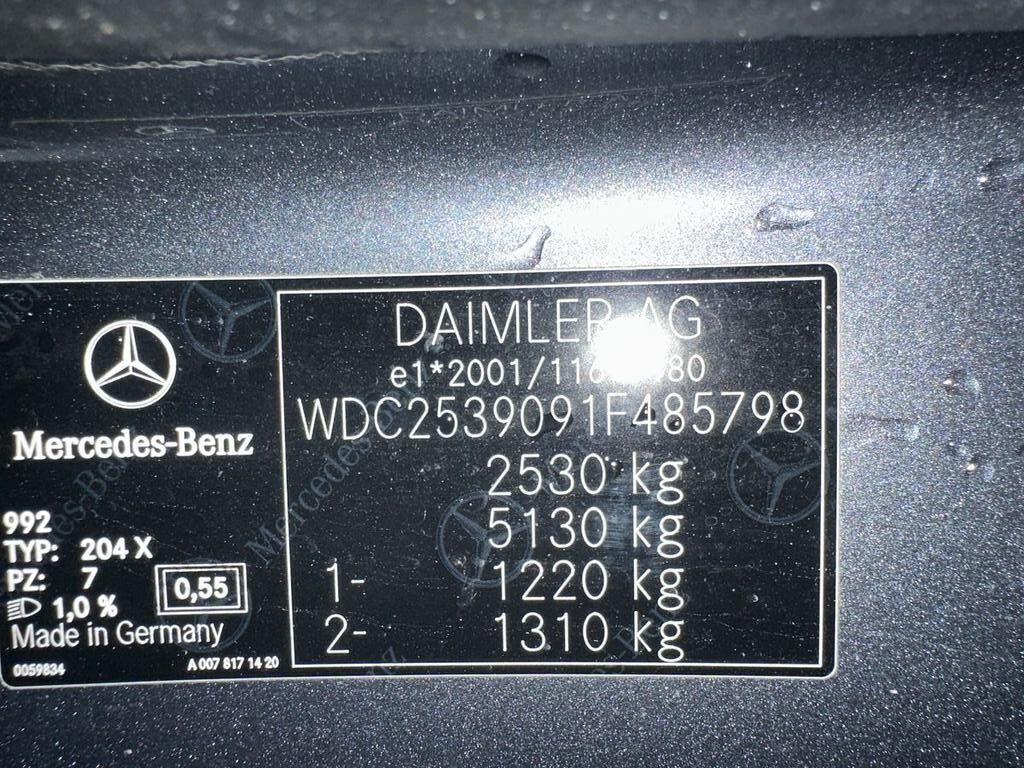 Mercedes-Benz
992
TYP: 204 X
PZ: 7
1,0 %
0,55
Made in Germany
0059834
A 007 817 14 20
DAIMLER AG
WDC2539091F485798
2530 kg
5130 kg
1- 1220 kg
2- 1310 kg